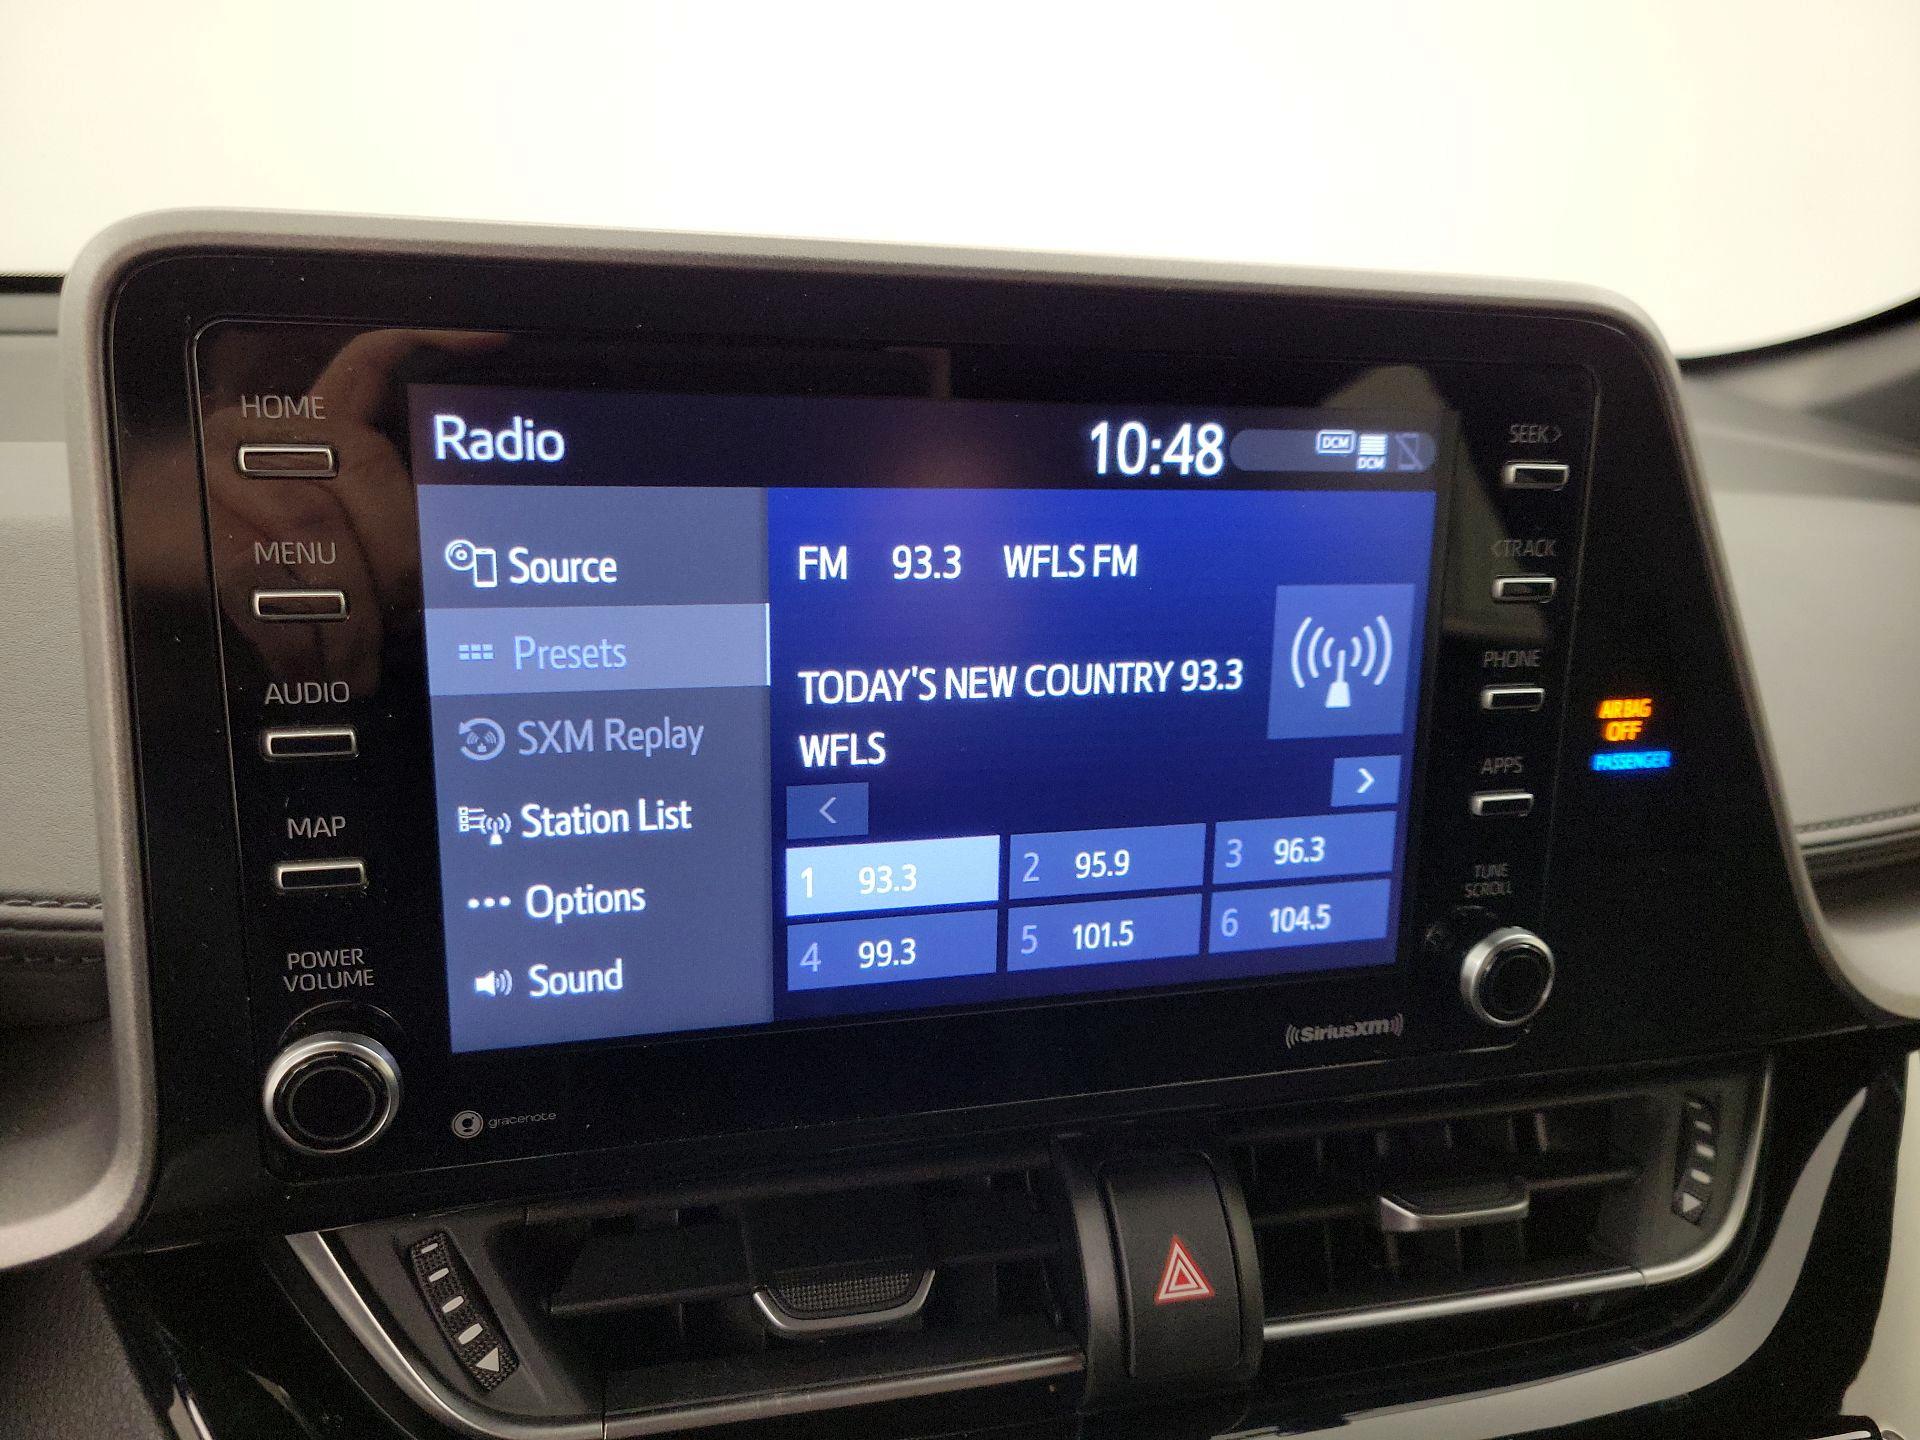 HOME
MENU
AUDIO
MAP
POWER
VOLUME
Radio
10:48
DCM
DCM
Source
Presets
SXM Replay
Station List
Options
Sound
FM 93.3 WFLS FM
TODAY'S NEW COUNTRY 93.3
WFLS
<
>
1 93.3
2 95.9
3 96.3
4 99.3
5 101.5
6 104.5
SEEK >
< TRACK
PHONE
APPS
TUNE
SCROLL
((SiriusXM))
gracenote
AIR BAG
OFF
PASSENGER